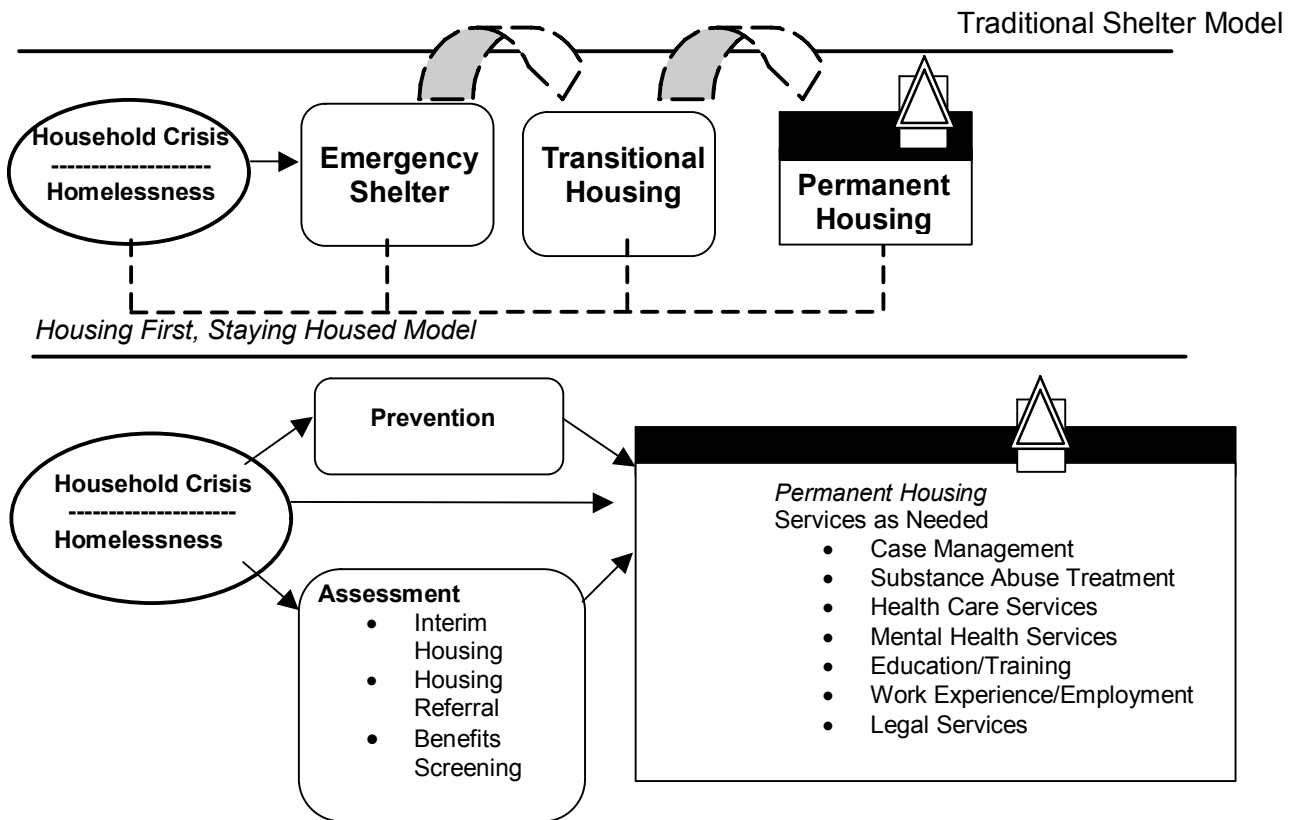 Traditional Shelter Model
Household Crisis
--------------------
Homelessness
Emergency
Shelter
Transitional
Housing
Permanent
Housing
Housing First, Staying Housed Model
Prevention
Household Crisis
---------------------
Homelessness
Assessment
• Interim
Housing
• Housing
Referral
• Benefits
Screening
Permanent Housing
Services as Needed
• Case Management
• Substance Abuse Treatment
• Health Care Services
• Mental Health Services
• Education/Training
• Work Experience/Employment
• Legal Services